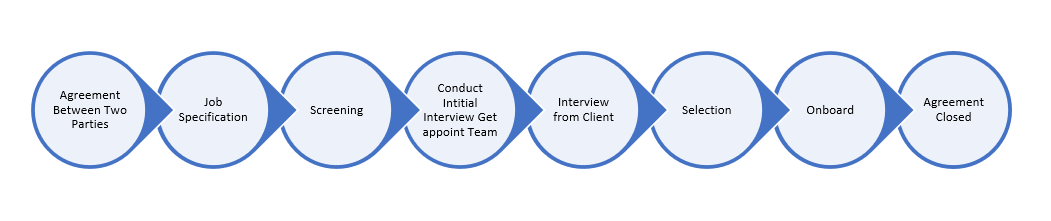 Agreement
Between Two
Parties
Job
Specification
Screening
Conduct
Intitial
Interview Get
appoint Team
Interview
from Client
Selection
Onboard
Agreement
Closed